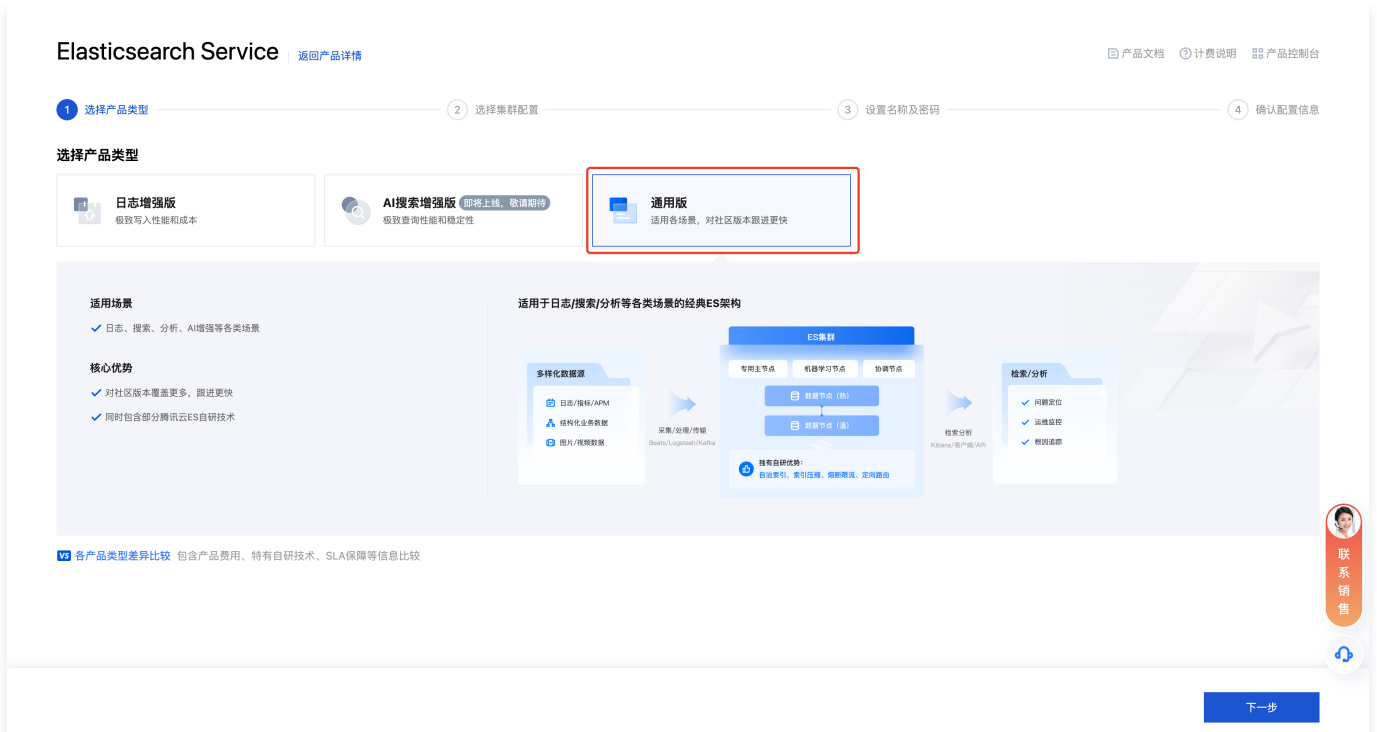 Elasticsearch Service 返回产品详情
产品文档 计费说明 产品控制台
1 选择产品类型 2 选择集群配置 3 设置名称及密码 4 确认配置信息
选择产品类型
日志增强版
极致写入性能和成本
AI搜索增强版 即将上线，敬请期待
极致查询性能和稳定性
通用版
适用各场景，对社区版本跟进更快
适用场景
日志、搜索、分析、AI增强等各类场景
核心优势
对社区版本覆盖更多，跟进更快
同时包含部分腾讯云ES自研技术
适用于日志/搜索/分析等各类场景的经典ES架构
多样化数据源
日志/指标/APM
结构化业务数据
图片/视频数据
采集/处理/传输
Beats/Logstash/Kafka
ES集群
专用主节点 机器学习节点 协调节点
数据节点（热）
数据节点（温）
独有自研优势：
自治索引、索引压缩、熔断限流、定向路由
检索分析
Kibana/客户端/API
检索/分析
问题定位
运维监控
根因追踪
VS 各产品类型差异比较 包含产品费用、特有自研技术、SLA保障等信息比较
联系销售
下一步